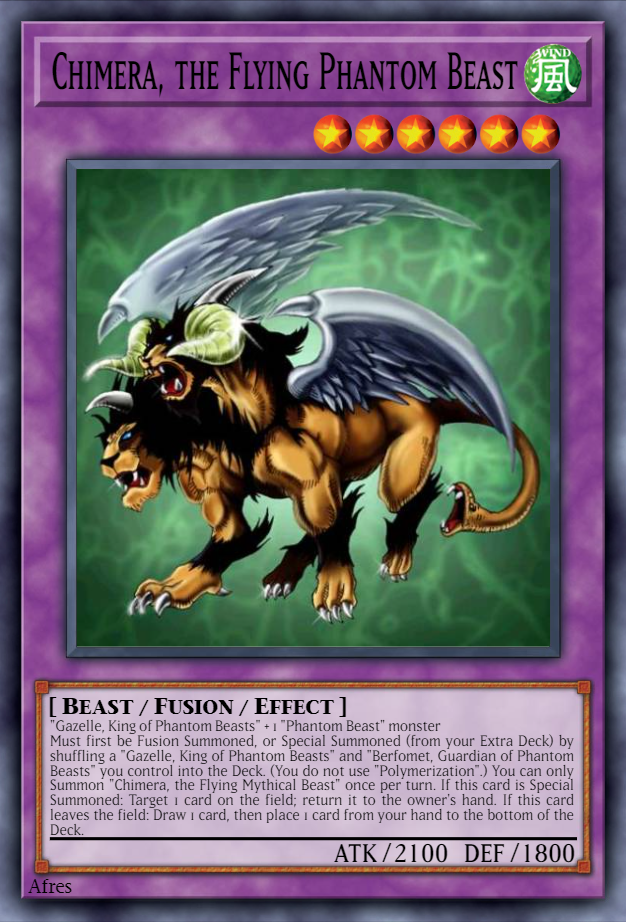 Chimera, the Flying Phantom Beast
WIND
風
[ Beast / Fusion / Effect ]
"Gazelle, King of Phantom Beasts" + 1 "Phantom Beast" monster
Must first be Fusion Summoned, or Special Summoned (from your Extra Deck) by
shuffling a "Gazelle, King of Phantom Beasts" and "Berfomet, Guardian of Phantom
Beasts" you control into the Deck. (You do not use "Polymerization".) You can only
Summon "Chimera, the Flying Mythical Beast" once per turn. If this card is Special
Summoned: Target 1 card on the field; return it to the owner's hand. If this card
leaves the field: Draw 1 card, then place 1 card from your hand to the bottom of the
Deck.
ATK/2100 DEF/1800
Afres